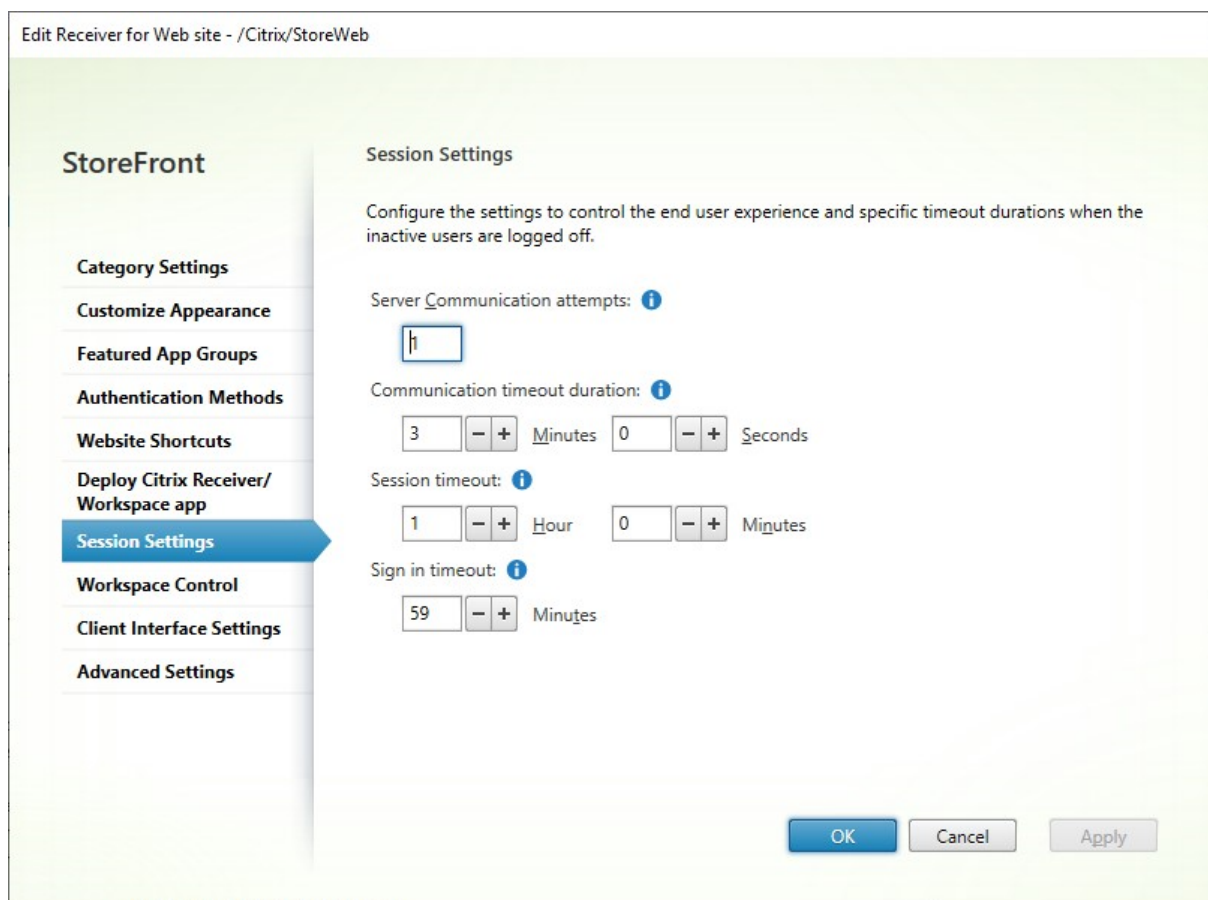 Edit Receiver for Web site - /Citrix/StoreWeb
StoreFront
Category Settings
Customize Appearance
Featured App Groups
Authentication Methods
Website Shortcuts
Deploy Citrix Receiver/
Workspace app
Session Settings
Workspace Control
Client Interface Settings
Advanced Settings
Session Settings
Configure the settings to control the end user experience and specific timeout durations when the
inactive users are logged off.
Server Communication attempts:
1
Communication timeout duration:
3 Minutes 0 Seconds
Session timeout:
1 Hour 0 Minutes
Sign in timeout:
59 Minutes
OK Cancel Apply